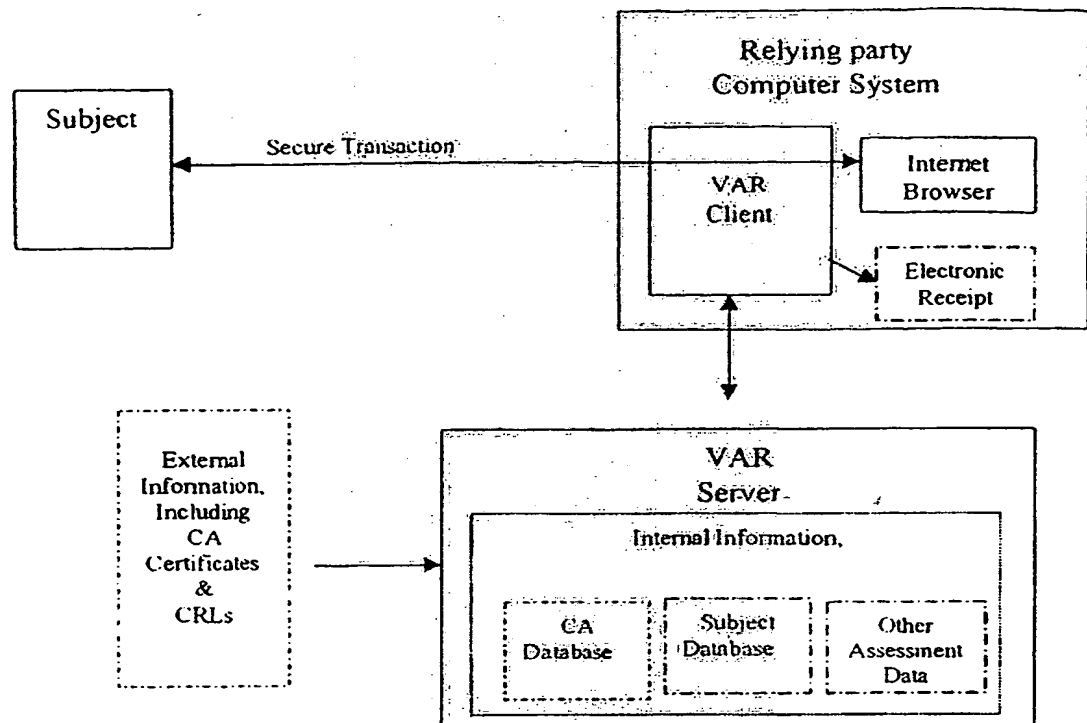 Relying party
Computer System
Subject
Secure Transaction
VAR
Client
Internet
Browser
Electronic
Receipt
External
Information,
Including
CA
Certificates
&
CRLs
VAR
Server
Internal Information,
CA
Database
Subject
Database
Other
Assessment
Data